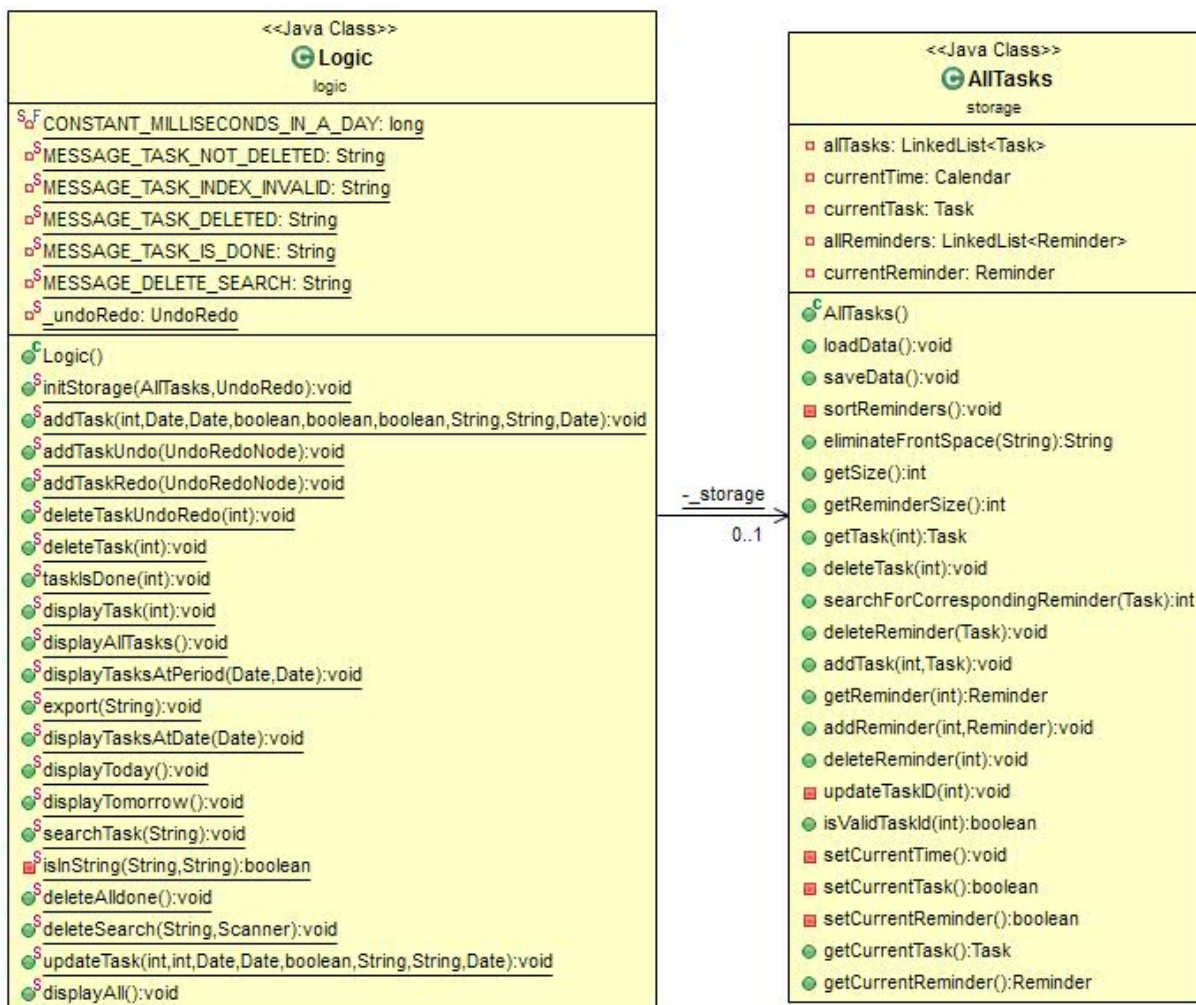 <<Java Class>>
C Logic
logic
S F CONSTANT_MILLISECONDS_IN_A_DAY: long
S MESSAGE_TASK_NOT_DELETED: String
S MESSAGE_TASK_INDEX_INVALID: String
S MESSAGE_TASK_DELETED: String
S MESSAGE_TASK_IS_DONE: String
S MESSAGE_DELETE_SEARCH: String
S _undoRedo: UndoRedo
C Logic()
S initStorage(AllTasks,UndoRedo):void
S addTask(int,Date,Date,boolean,boolean,boolean,String,String,Date):void
S addTaskUndo(UndoRedoNode):void
S addTaskRedo(UndoRedoNode):void
S deleteTaskUndoRedo(int):void
S deleteTask(int):void
S taskIsDone(int):void
S displayTask(int):void
S displayAllTasks():void
S displayTasksAtPeriod(Date,Date):void
S export(String):void
S displayTasksAtDate(Date):void
S displayToday():void
S displayTomorrow():void
S searchTask(String):void
S isInString(String,String):boolean
S deleteAlldone():void
S deleteSearch(String,Scanner):void
S updateTask(int,int,Date,Date,boolean,String,String,Date):void
S displayAll():void
-_storage
0..1
<<Java Class>>
C AllTasks
storage
allTasks: LinkedList<Task>
currentTime: Calendar
currentTask: Task
allReminders: LinkedList<Reminder>
currentReminder: Reminder
C AllTasks()
loadData():void
saveData():void
sortReminders():void
eliminateFrontSpace(String):String
getSize():int
getReminderSize():int
getTask(int):Task
deleteTask(int):void
searchForCorrespondingReminder(Task):int
deleteReminder(Task):void
addTask(int,Task):void
getReminder(int):Reminder
addReminder(int,Reminder):void
deleteReminder(int):void
updateTaskID(int):void
isValidTaskId(int):boolean
setCurrentTime():void
setCurrentTask():boolean
setCurrentReminder():boolean
getCurrentTask():Task
getCurrentReminder():Reminder